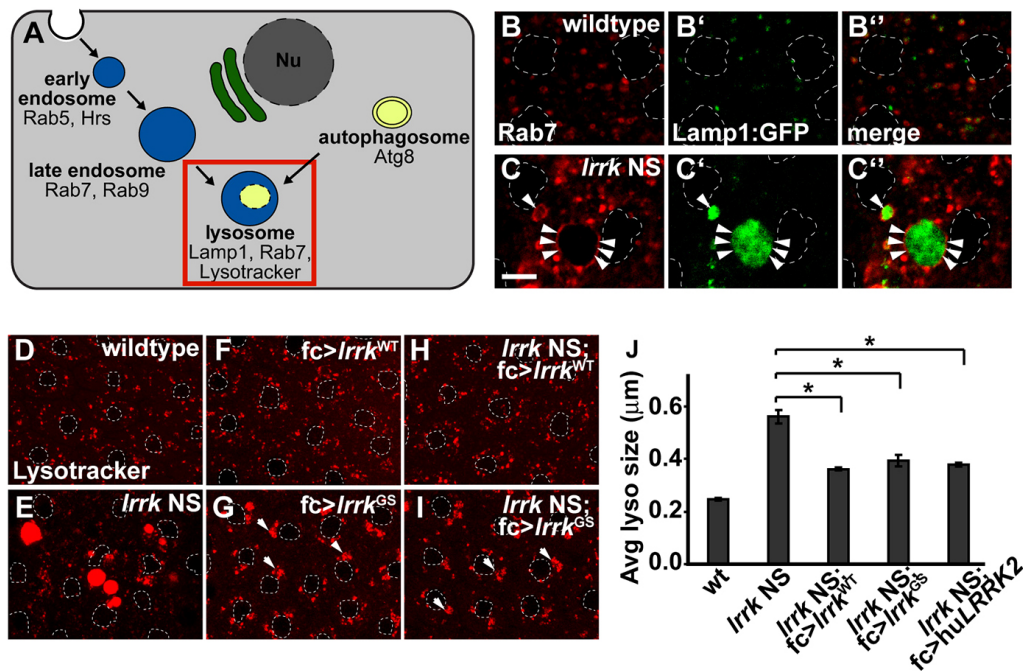 A
Nu
early
endosome
Rab5, Hrs
autophagosome
Atg8
late endosome
Rab7, Rab9
lysosome
Lamp1, Rab7,
Lysotracker
B wildtype
Rab7
B'
Lamp1:GFP
B''
merge
C lrrk NS
C'
C''
D wildtype
Lysotracker
F fc>lrrkWT
H lrrk NS;
fc>lrrkWT
E lrrk NS
G fc>lrrkGS
I lrrk NS;
fc>lrrkGS
J
*
*
*
Avg lyso size (μm)
0.6
0.4
0.2
0.0
wt
lrrk NS
lrrk NS;
fc>lrrkWT
lrrk NS;
fc>lrrkGS
lrrk NS;
fc>huLRRK2